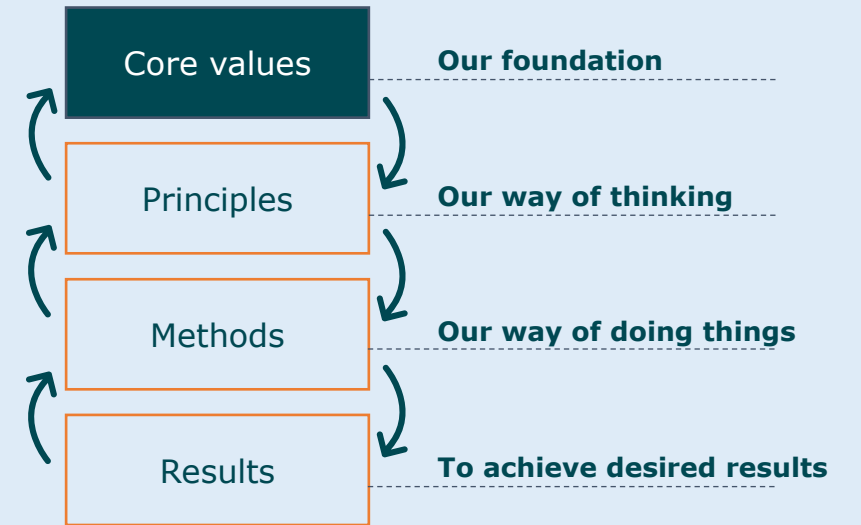 Core values
Our foundation
Principles
Our way of thinking
Methods
Our way of doing things
Results
To achieve desired results